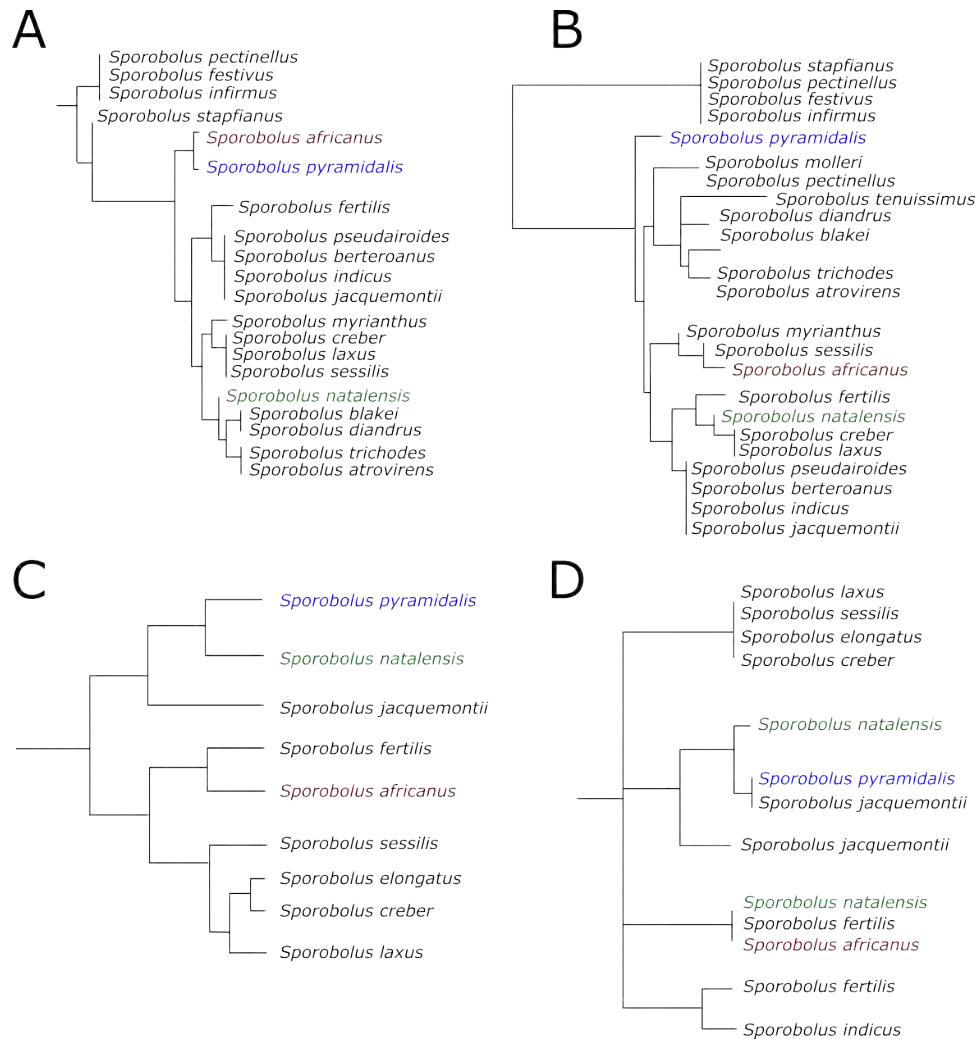 A
Sporobolus pectinellus
Sporobolus festivus
Sporobolus infirmus
Sporobolus stapfianus
Sporobolus africanus
Sporobolus pyramidalis
Sporobolus fertilis
Sporobolus pseudairoides
Sporobolus berteroanus
Sporobolus indicus
Sporobolus jacquemontii
Sporobolus myrianthus
Sporobolus creber
Sporobolus laxus
Sporobolus sessilis
Sporobolus natalensis
Sporobolus blakei
Sporobolus diandrus
Sporobolus trichodes
Sporobolus atrovirens
B
Sporobolus stapfianus
Sporobolus pectinellus
Sporobolus festivus
Sporobolus infirmus
Sporobolus pyramidalis
Sporobolus molleri
Sporobolus pectinellus
Sporobolus tenuissimus
Sporobolus diandrus
Sporobolus blakei
Sporobolus trichodes
Sporobolus atrovirens
Sporobolus myrianthus
Sporobolus sessilis
Sporobolus africanus
Sporobolus fertilis
Sporobolus natalensis
Sporobolus creber
Sporobolus laxus
Sporobolus pseudairoides
Sporobolus berteroanus
Sporobolus indicus
Sporobolus jacquemontii
C
Sporobolus pyramidalis
Sporobolus natalensis
Sporobolus jacquemontii
Sporobolus fertilis
Sporobolus africanus
Sporobolus sessilis
Sporobolus elongatus
Sporobolus creber
Sporobolus laxus
D
Sporobolus laxus
Sporobolus sessilis
Sporobolus elongatus
Sporobolus creber
Sporobolus natalensis
Sporobolus pyramidalis
Sporobolus jacquemontii
Sporobolus jacquemontii
Sporobolus natalensis
Sporobolus fertilis
Sporobolus africanus
Sporobolus fertilis
Sporobolus indicus